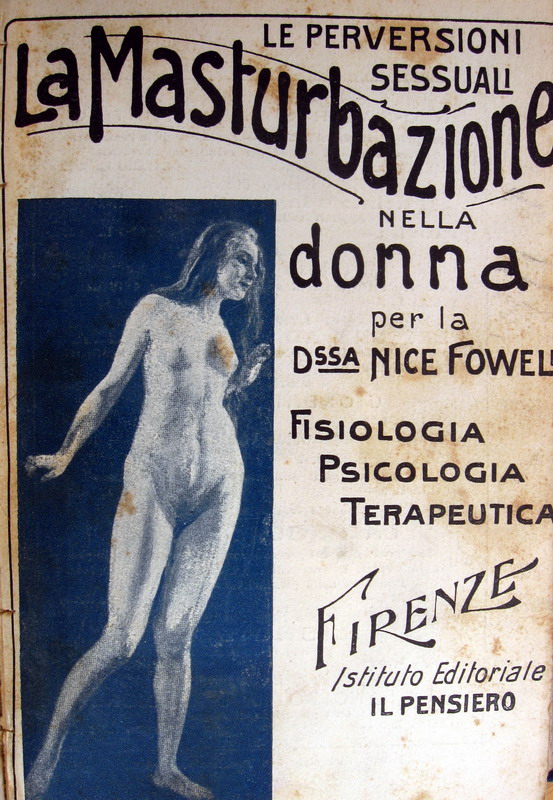 LE PERVERSIONI
SESSUALI
La Masturbazione
NELLA
donna
per la
DSSA NICE FOWELL
FISIOLOGIA
PSICOLOGIA
TERAPEUTICA
FIRENZE
Istituto Editoriale
IL PENSIERO